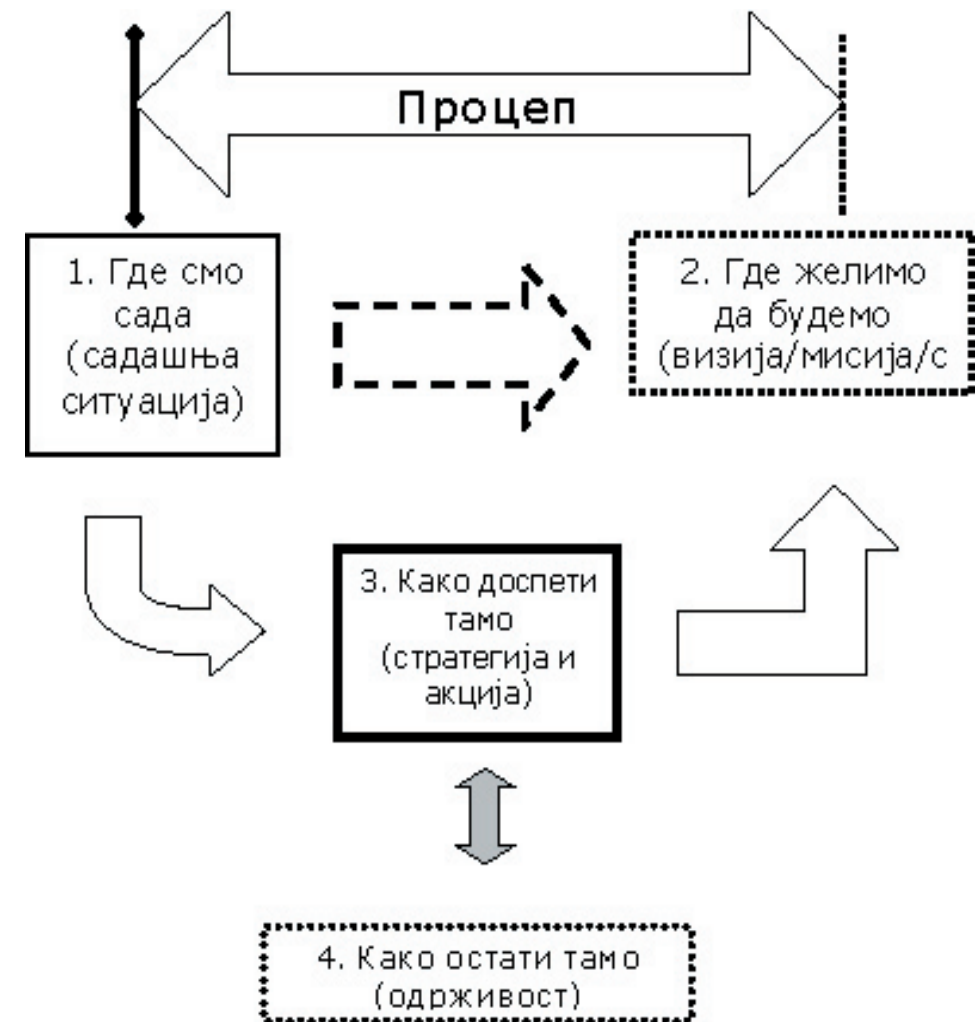 Процеп
1. Где смо
сада
(садашња
ситуација)
2. Где желимо
да будемо
(визија/мисија/с
3. Како доспети
тамо
(стратегија и
акција)
4. Како остати тамо
(одрживост)